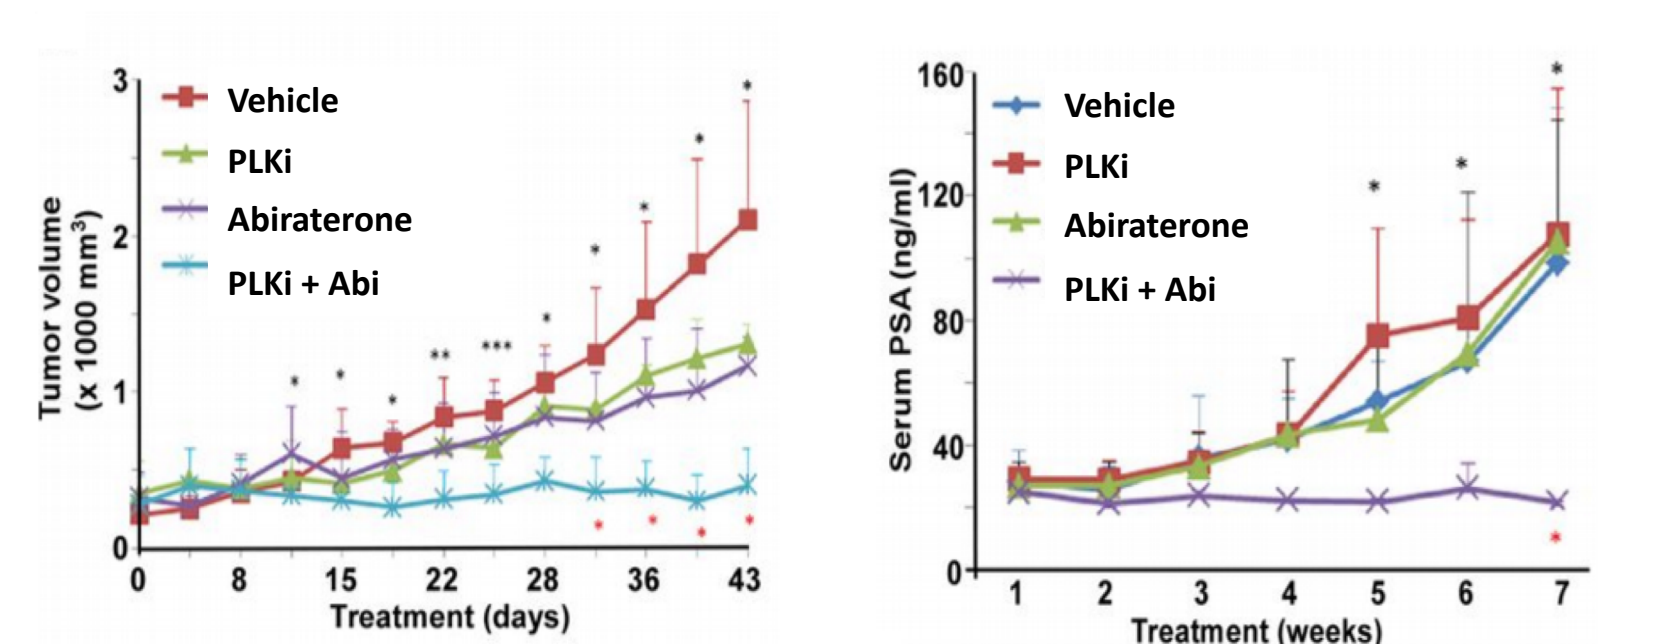 3
2
1
0
Tumor volume
(x 1000 mm³)
Vehicle
PLKi
Abiraterone
PLKi + Abi
*
*
*
**
***
*
*
*
*
*
*
*
*
*
0 8 15 22 28 36 43
Treatment (days)
160
120
80
40
0
Serum PSA (ng/ml)
Vehicle
PLKi
Abiraterone
PLKi + Abi
*
*
*
*
1 2 3 4 5 6 7
Treatment (weeks)